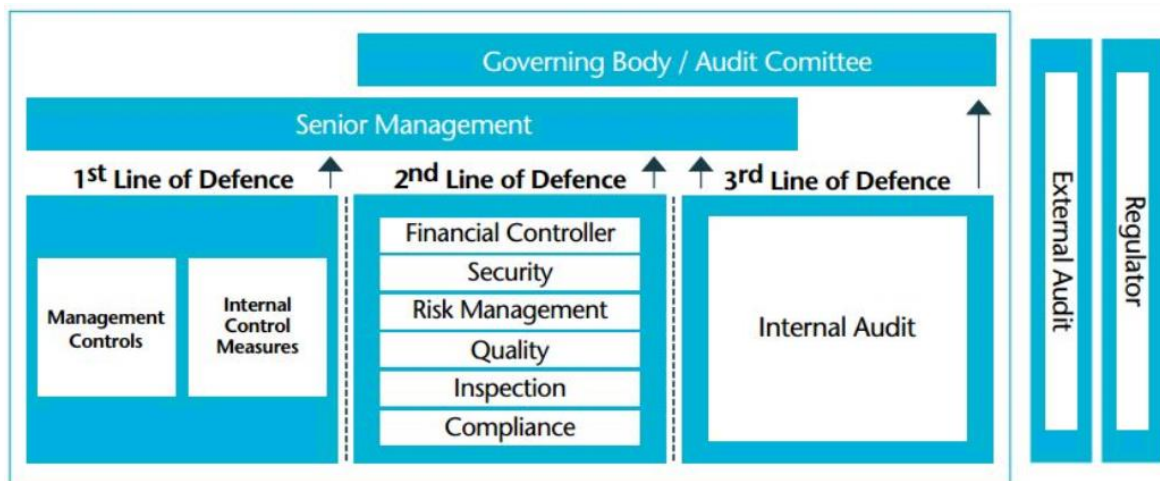 Governing Body / Audit Comittee
Senior Management
1st Line of Defence
2nd Line of Defence
3rd Line of Defence
Management
Controls
Internal
Control
Measures
Financial Controller
Security
Risk Management
Quality
Inspection
Compliance
Internal Audit
External Audit
Regulator